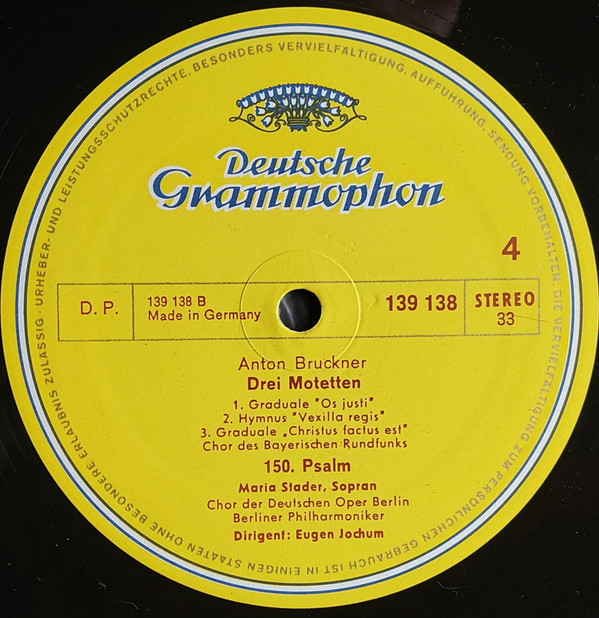 URHEBER- UND LEISTUNGSSCHUTZRECHTE, BESONDERS VERVIELFÄLTIGUNG, AUFFÜHRUNG, SENDUNG VORBEHALTEN; DIE VERVIELFÄLTIGUNG ZUM PERSÖNLICHEN GEBRAUCH IST IN EINIGEN STAATEN OHNE BESONDERE ERLAUBNIS ZULÄSSIG ·
Deutsche
Grammophon
4
D. P.
139 138 B
Made in Germany
139 138
STEREO
33
Anton Bruckner
Drei Motetten
1. Graduale "Os justi"
2. Hymnus "Vexilla regis"
3. Graduale „Christus factus est"
Chor des Bayerischen Rundfunks
150. Psalm
Maria Stader, Sopran
Chor der Deutschen Oper Berlin
Berliner Philharmoniker
Dirigent: Eugen Jochum